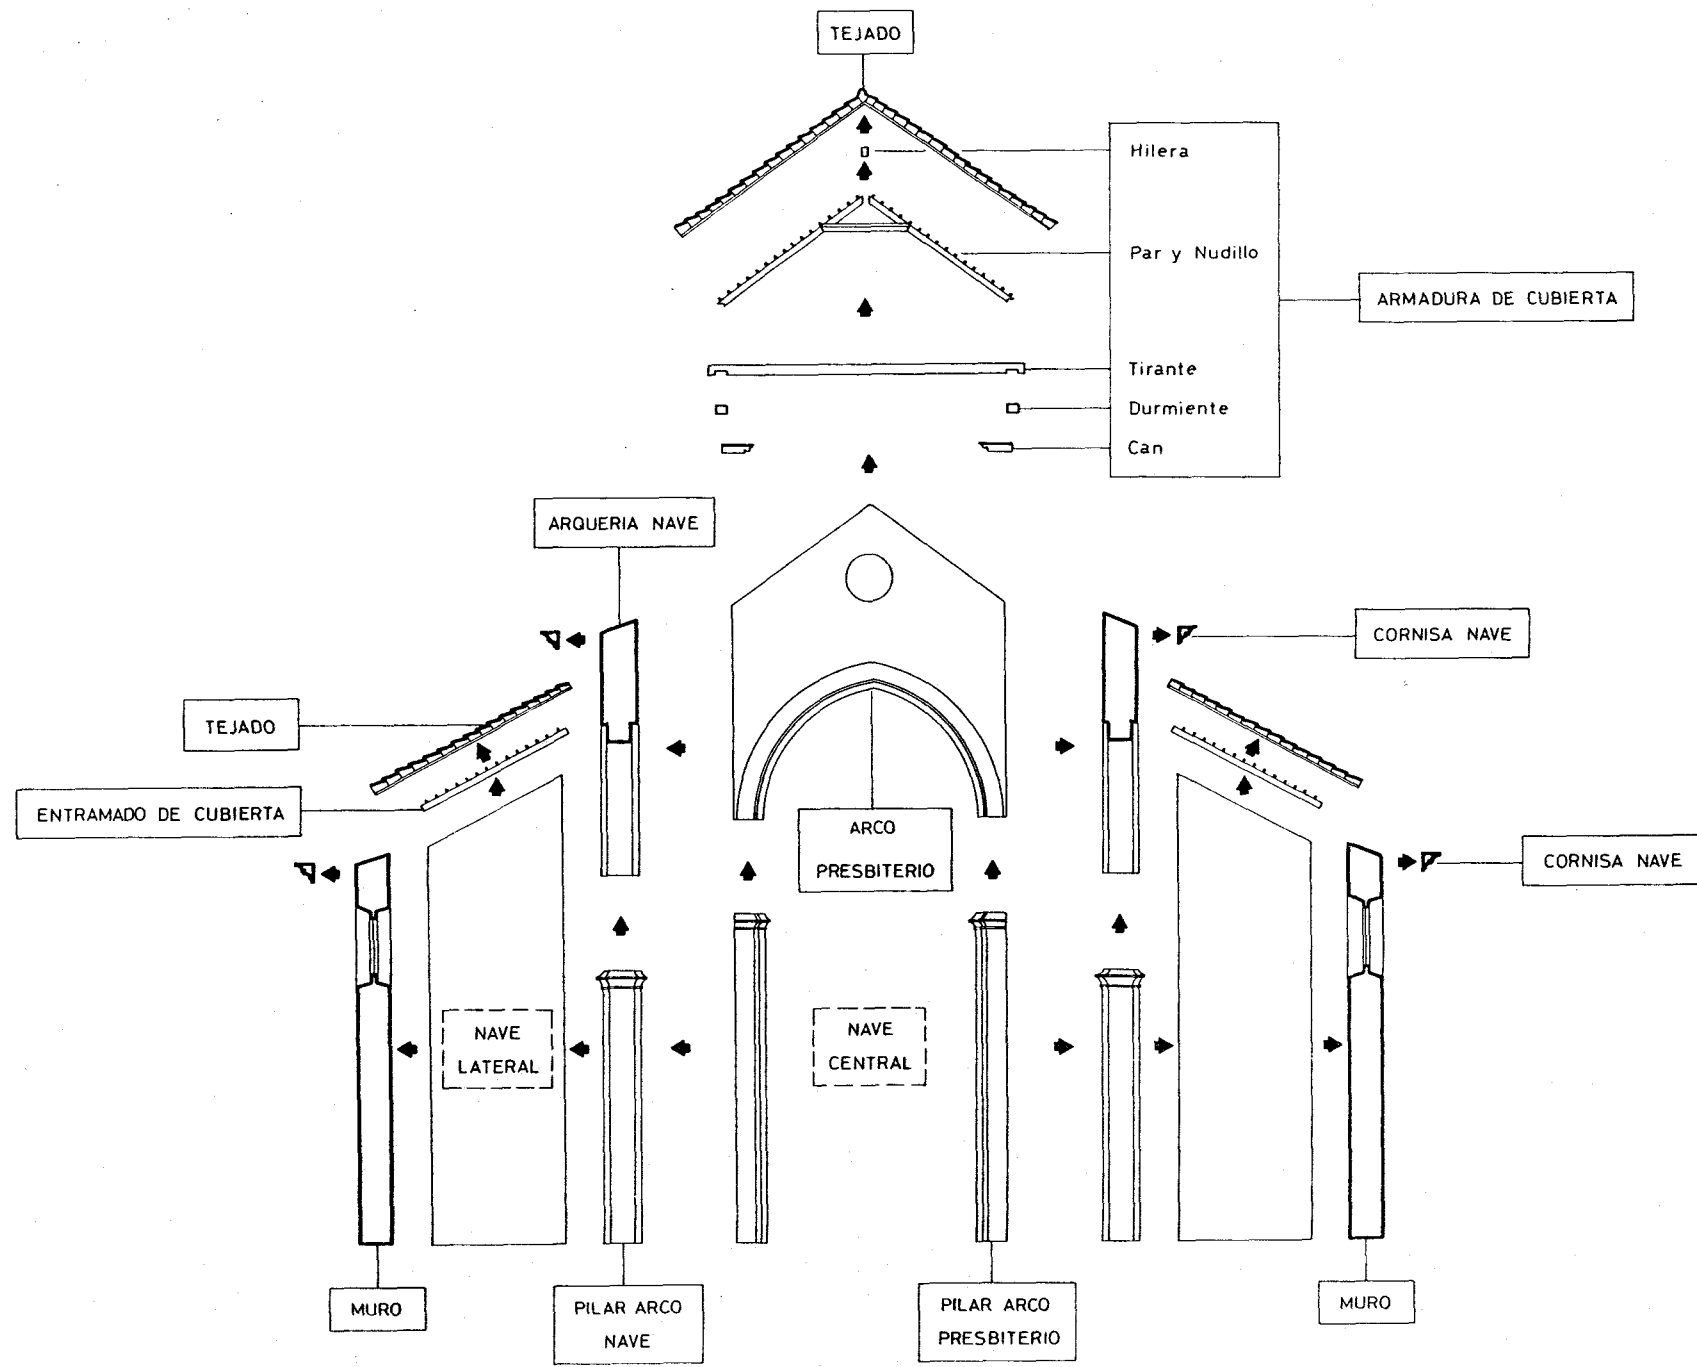 TEJADO
Hilera
Par y Nudillo
ARMADURA DE CUBIERTA
Tirante
Durmiente
Can
ARQUERIA NAVE
CORNISA NAVE
TEJADO
ENTRAMADO DE CUBIERTA
ARCO
PRESBITERIO
CORNISA NAVE
NAVE
LATERAL
NAVE
CENTRAL
MURO
PILAR ARCO
NAVE
PILAR ARCO
PRESBITERIO
MURO